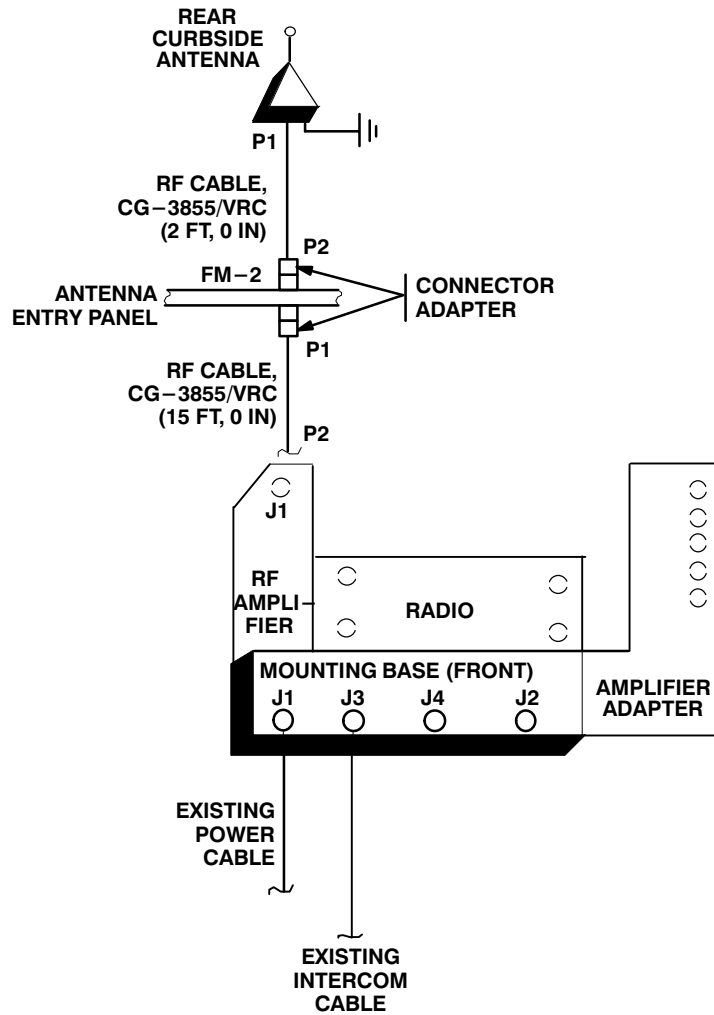 REAR
CURBSIDE
ANTENNA
P1
RF CABLE,
CG–3855/VRC
(2 FT, 0 IN)
P2
FM–2
CONNECTOR
ADAPTER
ANTENNA
ENTRY PANEL
P1
RF CABLE,
CG–3855/VRC
(15 FT, 0 IN)
P2
J1
RF
AMPLI–
FIER
RADIO
MOUNTING BASE (FRONT)
J1 J3 J4 J2
AMPLIFIER
ADAPTER
EXISTING
POWER
CABLE
EXISTING
INTERCOM
CABLE